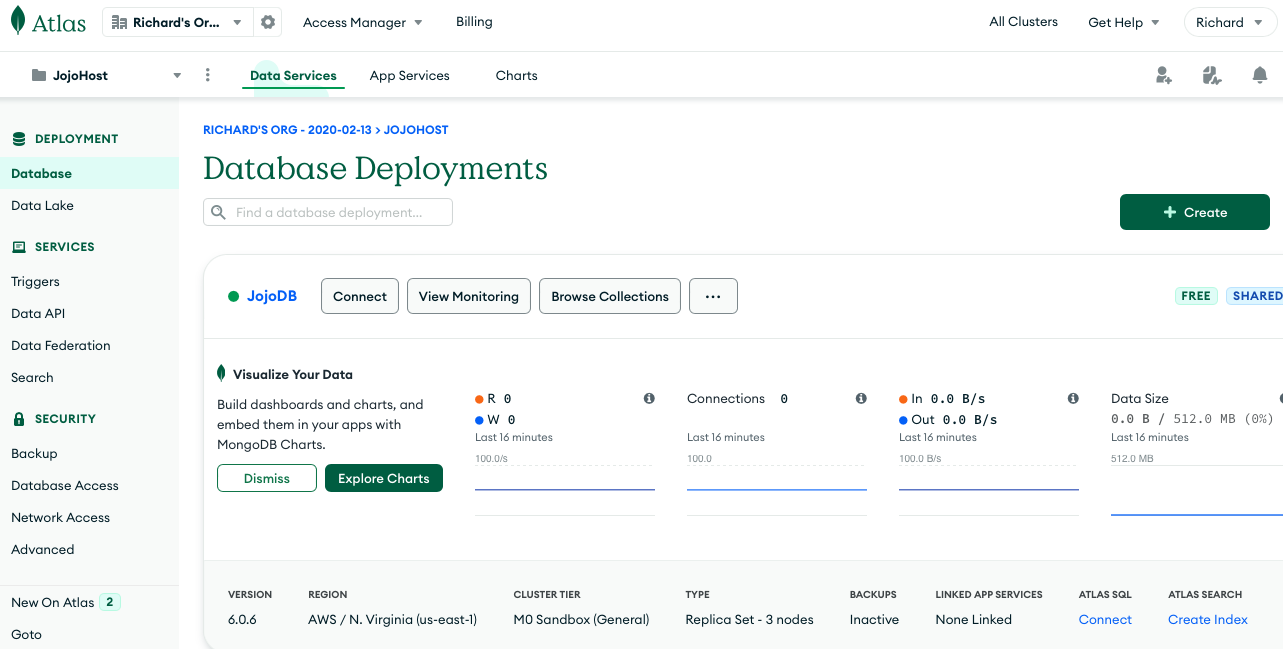 Atlas
Richard's Or...
Access Manager
Billing
All Clusters
Get Help
Richard
JojoHost
Data Services
App Services
Charts
DEPLOYMENT
Database
Data Lake
SERVICES
Triggers
Data API
Data Federation
Search
SECURITY
Backup
Database Access
Network Access
Advanced
New On Atlas 2
Goto
RICHARD'S ORG - 2020-02-13 > JOJOHOST
Database Deployments
Find a database deployment...
+ Create
JojoDB
Connect
View Monitoring
Browse Collections
...
FREE
SHARED
Visualize Your Data
Build dashboards and charts, and
embed them in your apps with
MongoDB Charts.
Dismiss
Explore Charts
R 0
W 0
Last 16 minutes
100.0/s
Connections 0
Last 16 minutes
100.0
In 0.0 B/s
Out 0.0 B/s
Last 16 minutes
100.0 B/s
Data Size
0.0 B / 512.0 MB (0%)
Last 16 minutes
512.0 MB
VERSION
6.0.6
REGION
AWS / N. Virginia (us-east-1)
CLUSTER TIER
M0 Sandbox (General)
TYPE
Replica Set - 3 nodes
BACKUPS
Inactive
LINKED APP SERVICES
None Linked
ATLAS SQL
Connect
ATLAS SEARCH
Create Index